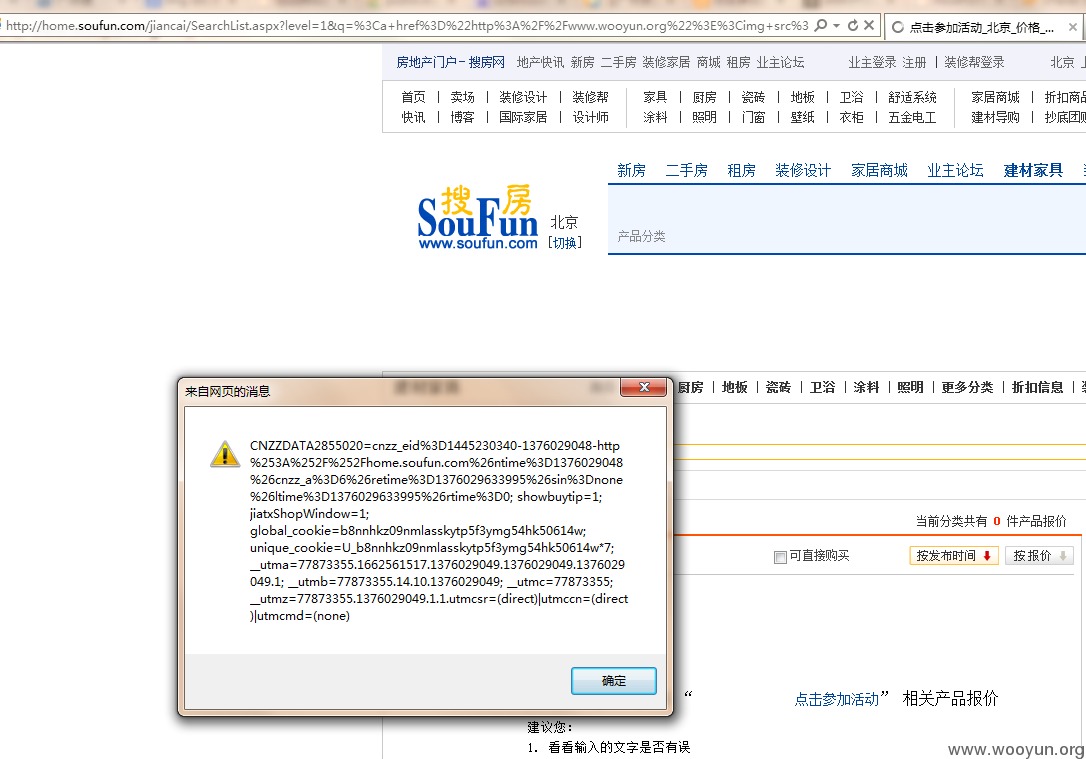 http://home.soufun.com/jiancai/SearchList.aspx?level=1&q=%3Ca+href%3D%22http%3A%2F%2Fwww.wooyun.org%22%3E%3Cimg+src%3
点击参加活动_北京_价格_...
房地产门户-搜房网 地产快讯 新房 二手房 装修家居 商城 租房 业主论坛 业主登录 注册 | 装修帮登录 北京
首页 | 卖场 | 装修设计 | 装修帮 家具 | 厨房 | 瓷砖 | 地板 | 卫浴 | 舒适系统 家居商城 | 折扣商品
快讯 | 博客 | 国际家居 | 设计师 涂料 | 照明 | 门窗 | 壁纸 | 衣柜 | 五金电工 建材导购 | 抄底团购
新房 二手房 租房 装修设计 家居商城 业主论坛 建材家具
搜房
SouFun
www.soufun.com
北京
[切换]
产品分类
来自网页的消息
厨房 | 地板 | 瓷砖 | 卫浴 | 涂料 | 照明 | 更多分类 | 折扣信息 |
CNZZDATA2855020=cnzz_eid%3D1445230340-1376029048-http
%253A%252F%252Fhome.soufun.com%26ntime%3D1376029048
%26cnzz_a%3D6%26retime%3D1376029633995%26sin%3Dnone
%26ltime%3D1376029633995%26rtime%3D0; showbuytip=1;
jiatxShopWindow=1;
global_cookie=b8nnhkz09nmlasskytp5f3ymg54hk50614w;
unique_cookie=U_b8nnhkz09nmlasskytp5f3ymg54hk50614w*7;
__utma=77873355.1662561517.1376029049.1376029049.1376029
049.1; __utmb=77873355.14.10.1376029049; __utmc=77873355;
__utmz=77873355.1376029049.1.1.utmcsr=(direct)|utmccn=(direct
)|utmcmd=(none)
确定
当前分类共有 0 件产品报价
可直接购买 按发布时间 按报价
“ 点击参加活动” 相关产品报价
建议您:
1. 看看输入的文字是否有误
www.wooyun.org